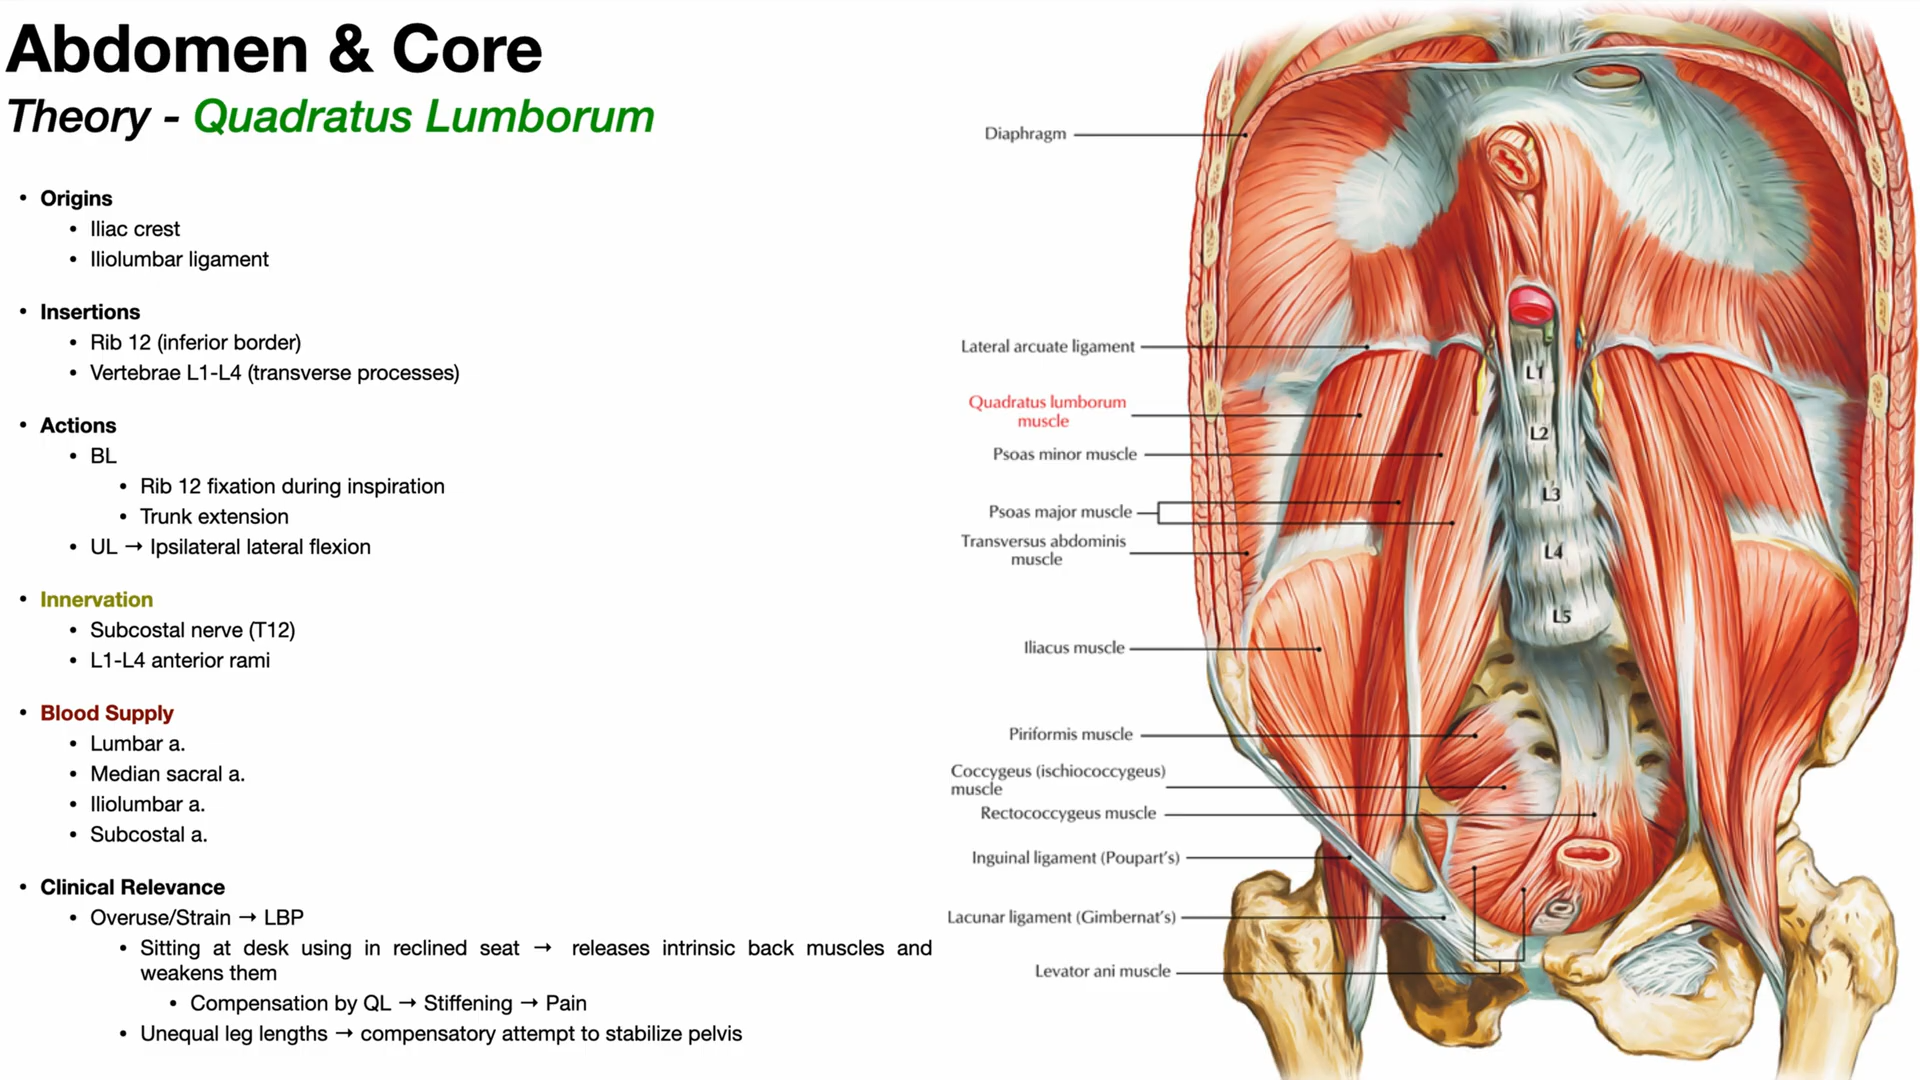 Abdomen & Core
Theory - Quadratus Lumborum
• Origins
• Iliac crest
• Iliolumbar ligament
• Insertions
• Rib 12 (inferior border)
• Vertebrae L1-L4 (transverse processes)
• Actions
• BL
• Rib 12 fixation during inspiration
• Trunk extension
• UL → Ipsilateral lateral flexion
• Innervation
• Subcostal nerve (T12)
• L1-L4 anterior rami
• Blood Supply
• Lumbar a.
• Median sacral a.
• Iliolumbar a.
• Subcostal a.
• Clinical Relevance
• Overuse/Strain → LBP
• Sitting at desk using in reclined seat → releases intrinsic back muscles and
weakens them
• Compensation by QL → Stiffening → Pain
• Unequal leg lengths → compensatory attempt to stabilize pelvis
Diaphragm
Lateral arcuate ligament
Quadratus lumborum
muscle
Psoas minor muscle
Psoas major muscle
Transversus abdominis
muscle
Iliacus muscle
Piriformis muscle
Coccygeus (ischiococcygeus)
muscle
Rectococcygeus muscle
Inguinal ligament (Poupart's)
Lacunar ligament (Gimbernat's)
Levator ani muscle
L1
L2
L3
L4
L5